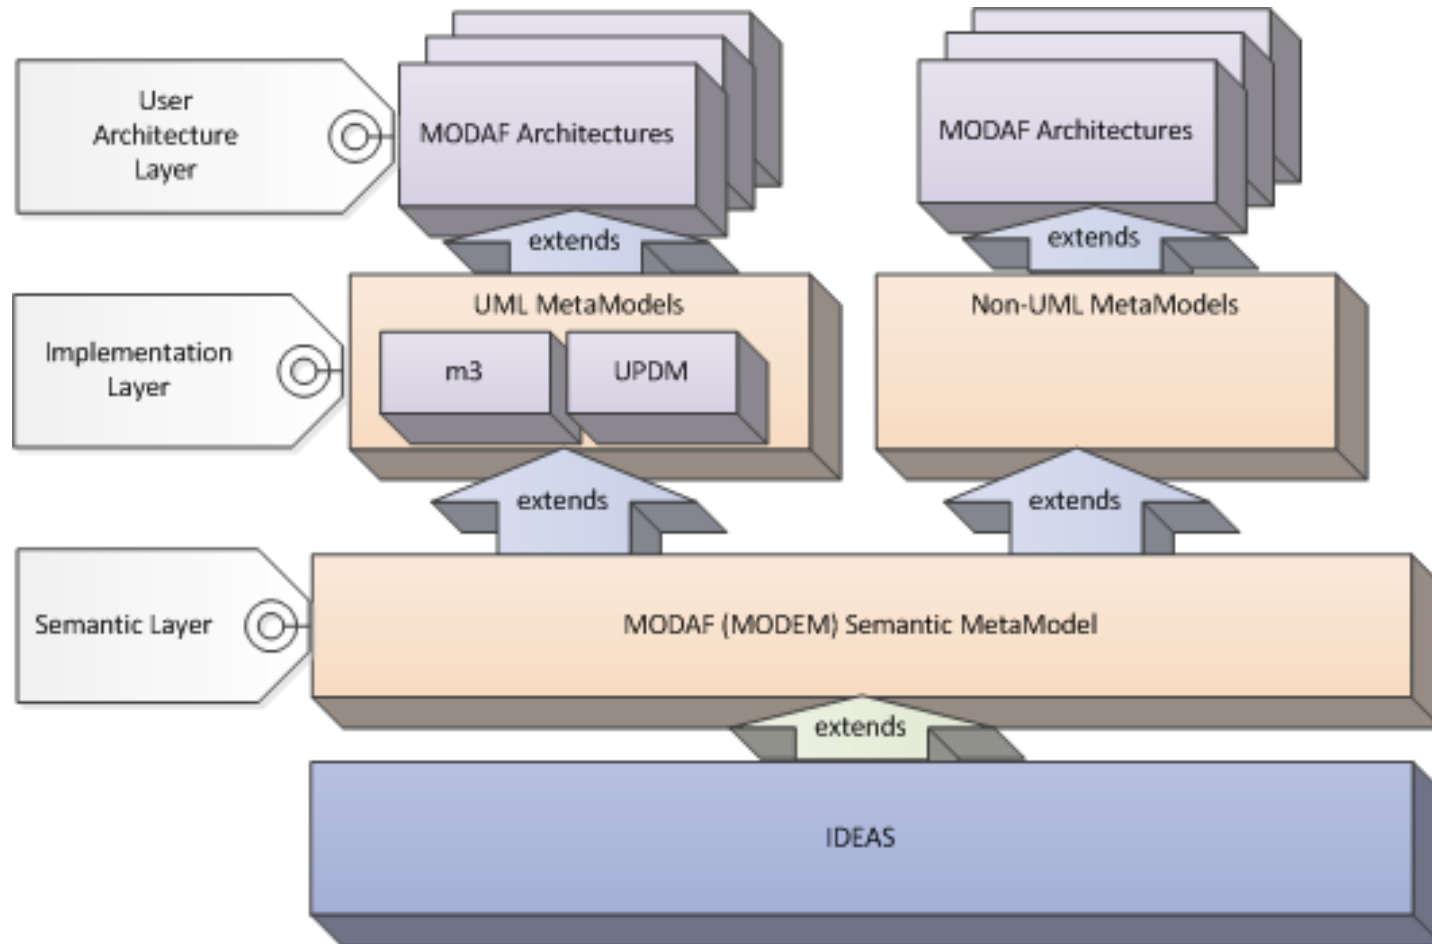 User
Architecture
Layer
MODAF Architectures
MODAF Architectures
extends
extends
Implementation
Layer
UML MetaModels
m3
UPDM
Non-UML MetaModels
extends
extends
Semantic Layer
MODAF (MODEM) Semantic MetaModel
extends
IDEAS